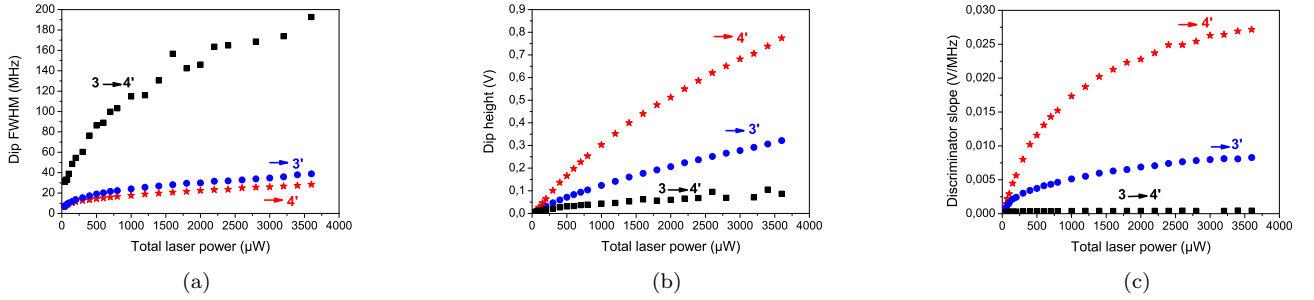 200
180
160
140
120
100
80
60
40
20
0
Dip FWHM (MHz)
3 → 4'
→ 3'
→ 4'
0 500 1000 1500 2000 2500 3000 3500 4000
Total laser power (µW)
(a)
0,9
0,8
0,7
0,6
0,5
0,4
0,3
0,2
0,1
0,0
Dip height (V)
→ 4'
→ 3'
3 → 4'
0 500 1000 1500 2000 2500 3000 3500 4000
Total laser power (µW)
(b)
0,030
0,025
0,020
0,015
0,010
0,005
0,000
Discriminator slope (V/MHz)
→ 4'
→ 3'
3 → 4'
0 500 1000 1500 2000 2500 3000 3500 4000
Total laser power (µW)
(c)